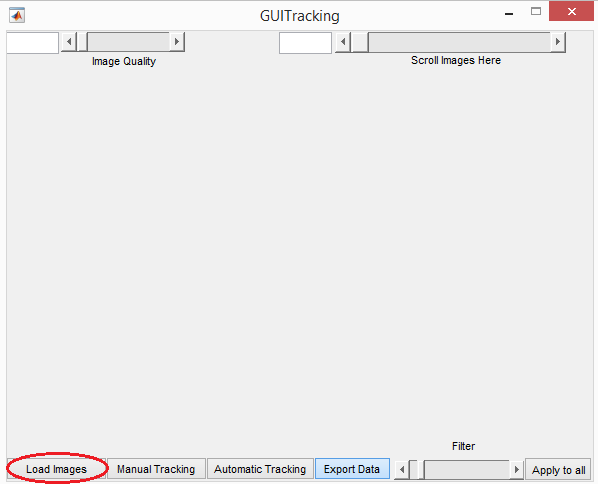 GUITracking
Image Quality
Scroll Images Here
Filter
Load Images
Manual Tracking
Automatic Tracking
Export Data
Apply to all